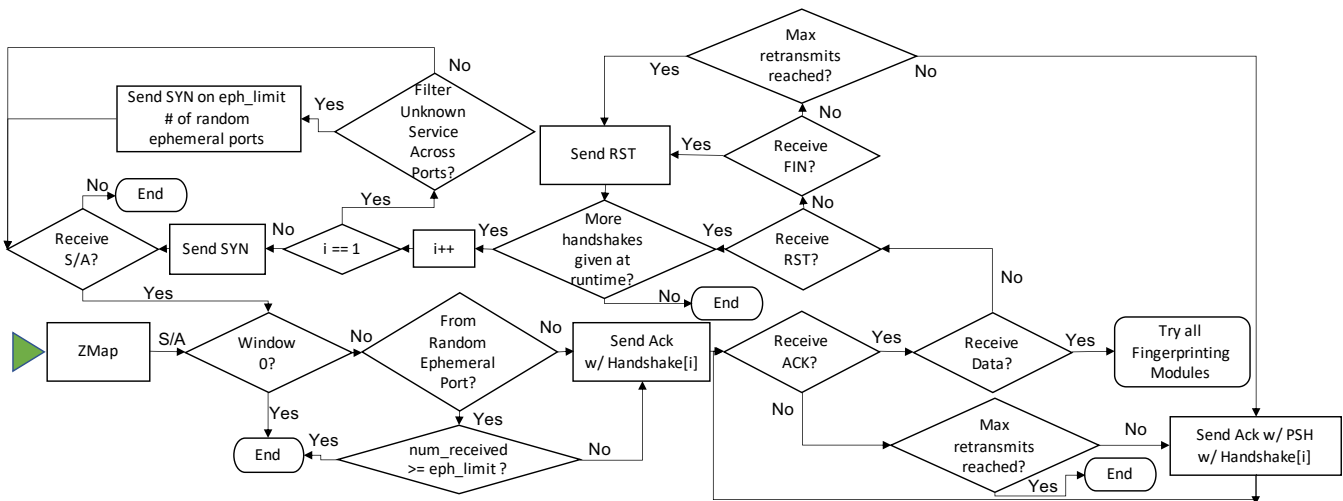 Max
retransmits
reached?
Yes
No
No
Filter
Unknown
Service
Across
Ports?
Yes
Send SYN on eph_limit
# of random
ephemeral ports
Send RST
Yes
Receive
FIN?
No
No
End
Yes
No
Receive
S/A?
Send SYN
No
i == 1
i++
Yes
More
handshakes
given at
runtime?
Yes
Receive
RST?
No
No
End
Yes
ZMap
S/A
Window
0?
No
From
Random
Ephemeral
Port?
No
Send Ack
w/ Handshake[i]
Receive
ACK?
Yes
Receive
Data?
Yes
Try all
Fingerprinting
Modules
Yes
End
Yes
Yes
num_received
>= eph_limit ?
No
No
Max
retransmits
reached?
No
Yes
End
Send Ack w/ PSH
w/ Handshake[i]